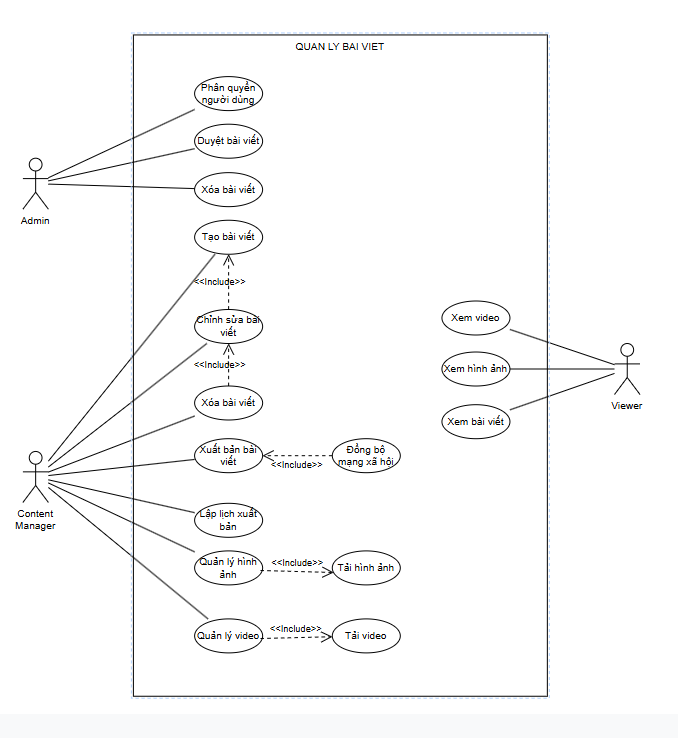 QUAN LY BAI VIET
Phân quyền
người dùng
Duyệt bài viết
Xóa bài viết
Admin
Tạo bài viết
<<Include>>
Chỉnh sửa bài
viết
<<Include>>
Xóa bài viết
Xuất bản bài
viết
<<Include>>
Đồng bộ
mạng xã hội
Content
Manager
Lập lịch xuất
bản
Quản lý hình
ảnh
<<Include>>
Tải hình ảnh
Quản lý video
<<Include>>
Tải video
Xem video
Xem hình ảnh
Xem bài viết
Viewer